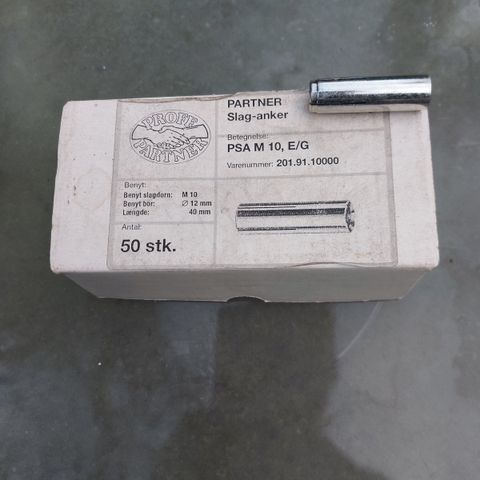 PROFF
PARTNER
PARTNER
Slag-anker
Betegnelse:
PSA M 10, E/G
Varenummer: 201.91.10000
Benyt:
Benyt slagdorn: M 10
Benyt bor: Ø 12 mm
Længde: 40 mm
Antal:
50 stk.